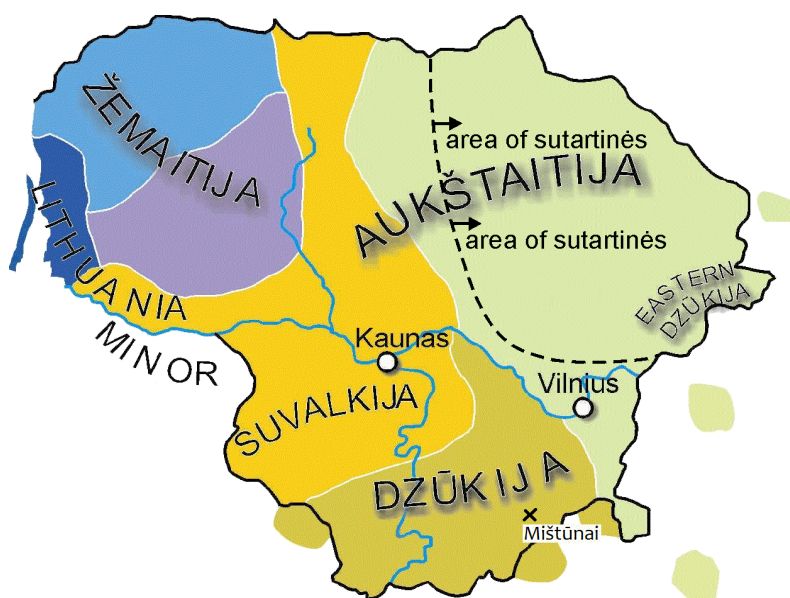 ŽEMAITIJA
area of sutartinės
AUKŠTAITIJA
area of sutartinės
LITHUANIA
MINOR
EASTERN
DZŪKIJA
Kaunas
Vilnius
SUVALKIJA
DZŪKIJA
Mištūnai